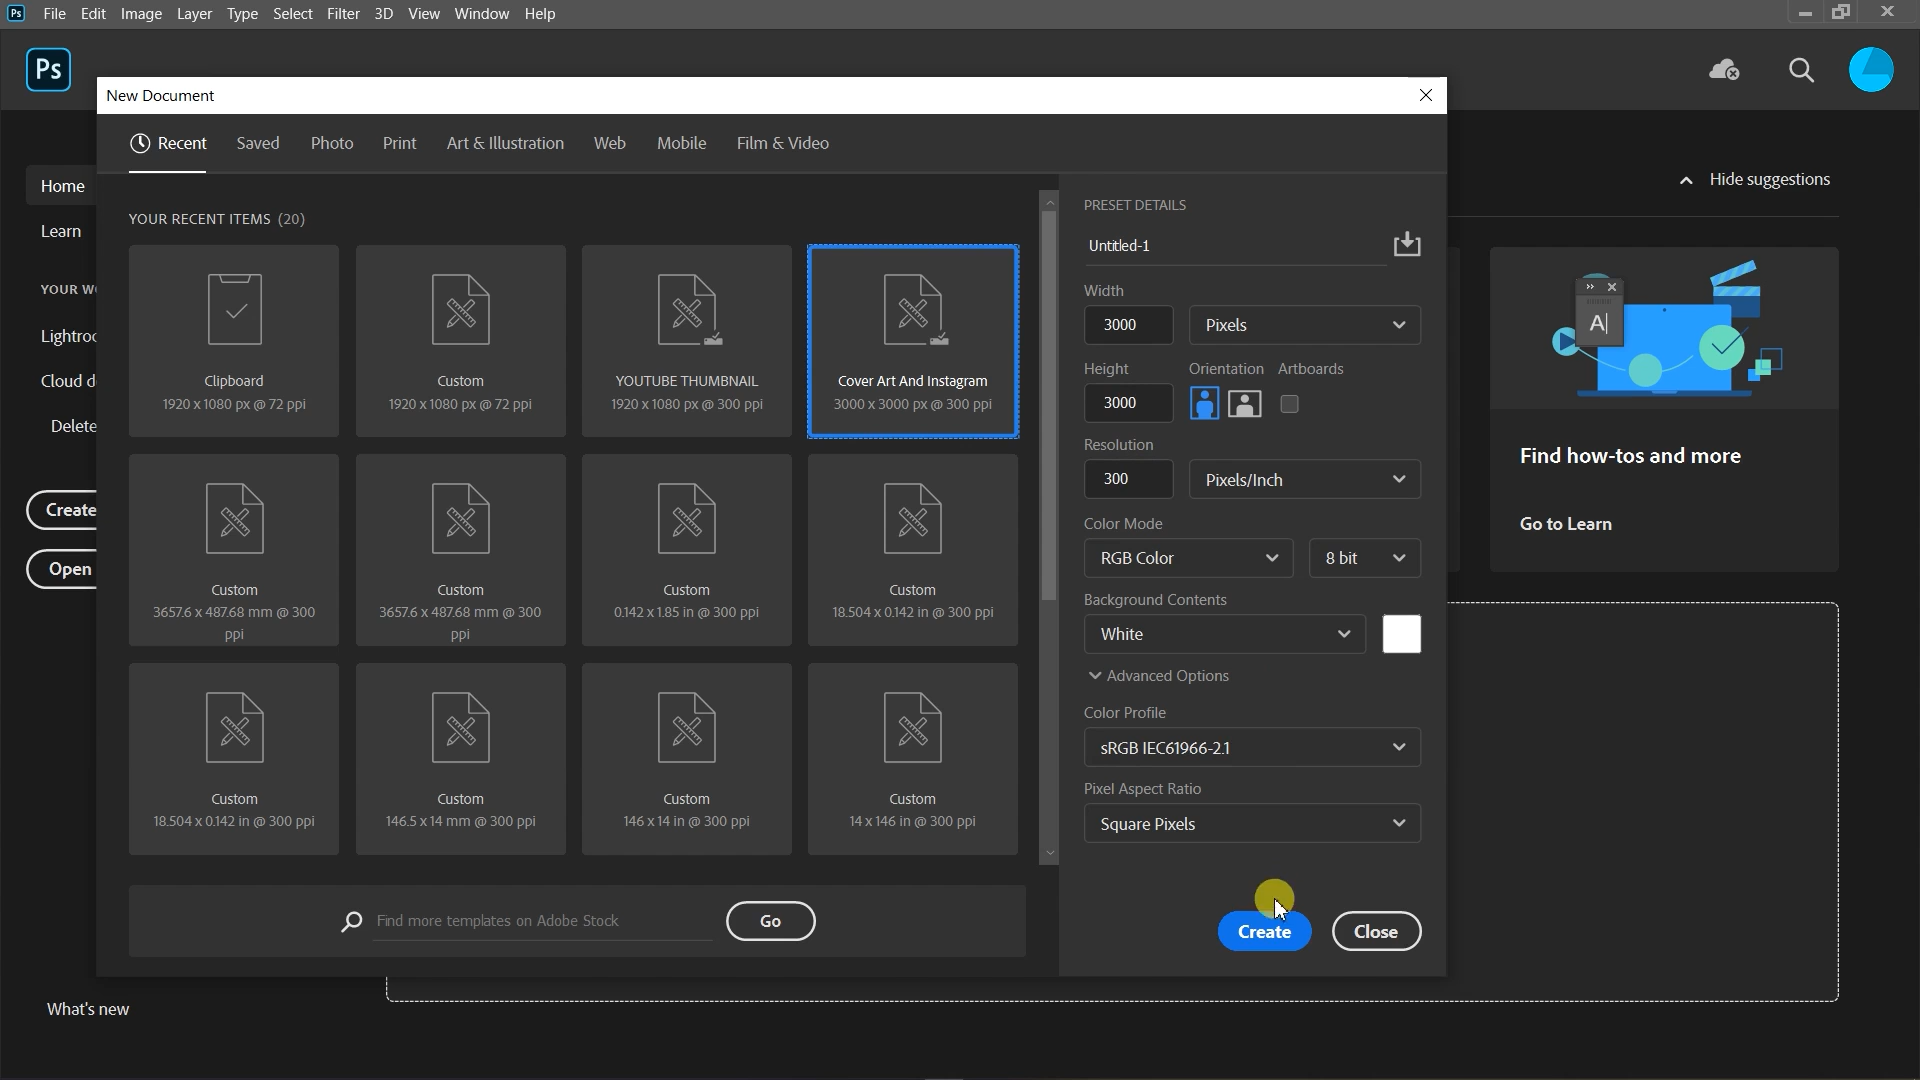 Ps File Edit Image Layer Type Select Filter 3D View Window Help
Ps
New Document
Recent Saved Photo Print Art & Illustration Web Mobile Film & Video
Home
Learn
YOUR W
Lightroo
Cloud d
Delete
Create
Open
What's new
YOUR RECENT ITEMS (20)
Clipboard
1920 x 1080 px @ 72 ppi
Custom
1920 x 1080 px @ 72 ppi
YOUTUBE THUMBNAIL
1920 x 1080 px @ 300 ppi
Cover Art And Instagram
3000 x 3000 px @ 300 ppi
Custom
3657.6 x 487.68 mm @ 300
ppi
Custom
3657.6 x 487.68 mm @ 300
ppi
Custom
0.142 x 1.85 in @ 300 ppi
Custom
18.504 x 0.142 in @ 300 ppi
Custom
18.504 x 0.142 in @ 300 ppi
Custom
146.5 x 14 mm @ 300 ppi
Custom
146 x 14 in @ 300 ppi
Custom
14 x 146 in @ 300 ppi
Find more templates on Adobe Stock
Go
PRESET DETAILS
Untitled-1
Width
3000 Pixels
Height Orientation Artboards
3000
Resolution
300 Pixels/Inch
Color Mode
RGB Color 8 bit
Background Contents
White
Advanced Options
Color Profile
sRGB IEC61966-2.1
Pixel Aspect Ratio
Square Pixels
Create Close
Hide suggestions
A
Find how-tos and more
Go to Learn